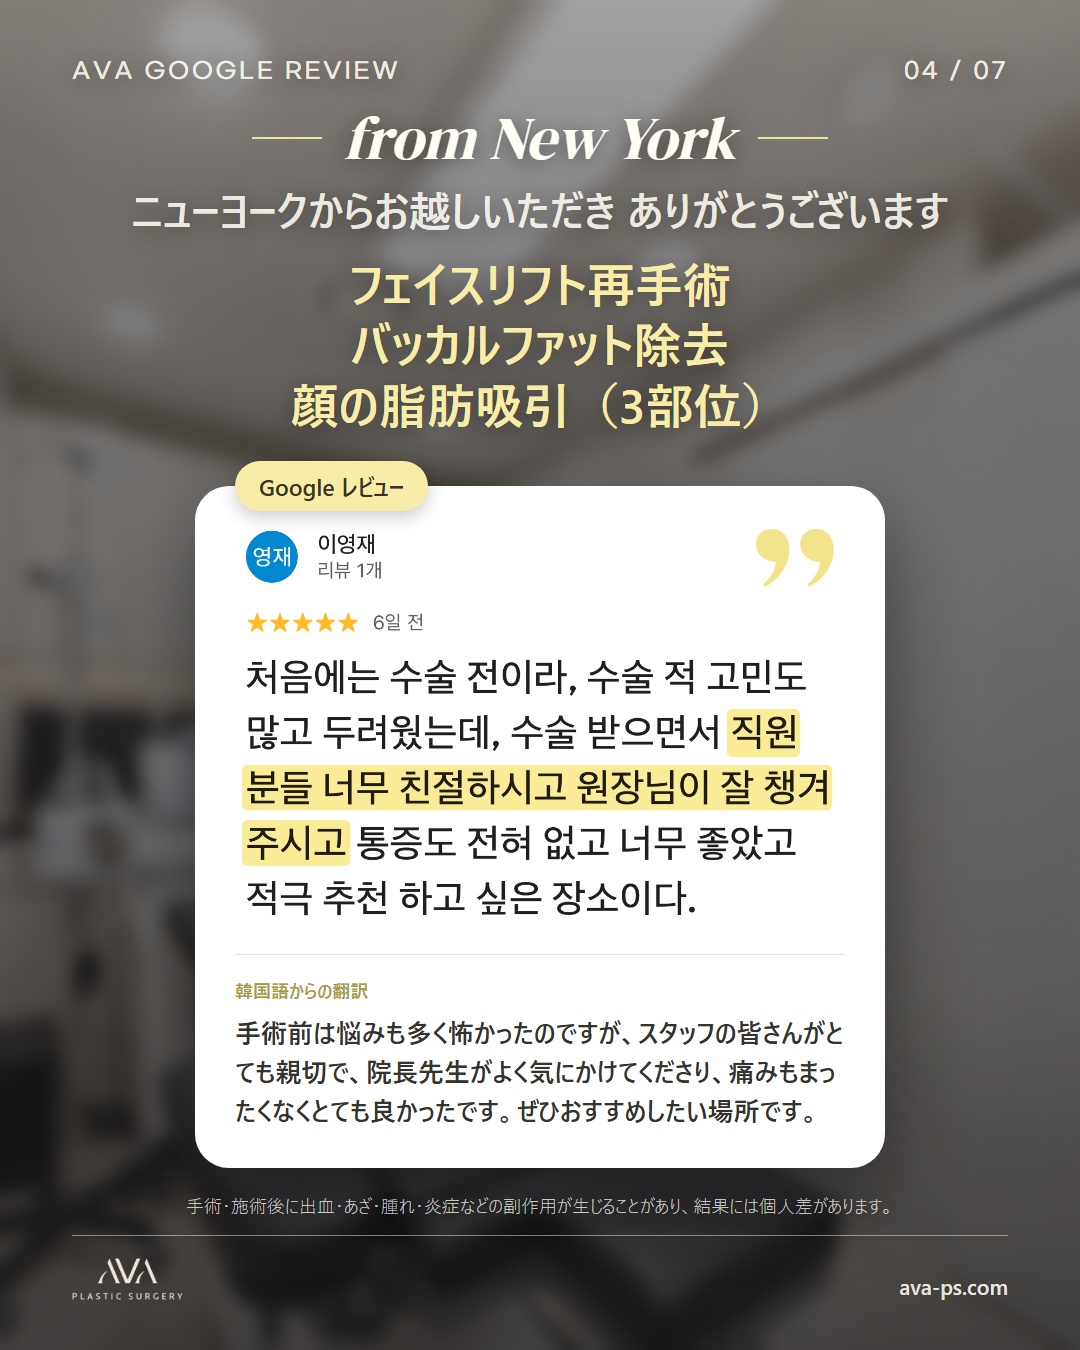 AVA GOOGLE REVIEW
04 / 07
from New York
ニューヨークからお越しいただき ありがとうございます
フェイスリフト再手術
バッカルファット除去
顔の脂肪吸引（3部位）
Google レビュー
영재
이영재
리뷰 1개
6일 전
처음에는 수술 전이라, 수술 적 고민도
많고 두려웠는데, 수술 받으면서 직원
분들 너무 친절하시고 원장님이 잘 챙겨
주시고 통증도 전혀 없고 너무 좋았고
적극 추천 하고 싶은 장소이다.
韓国語からの翻訳
手術前は悩みも多く怖かったのですが、スタッフの皆さんがと
ても親切で、院長先生がよく気にかけてくださり、痛みもまっ
たくなくとても良かったです。ぜひおすすめしたい場所です。
手術・施術後に出血・あざ・腫れ・炎症などの副作用が生じることがあり、結果には個人差があります。
AVA
PLASTIC SURGERY
ava-ps.com